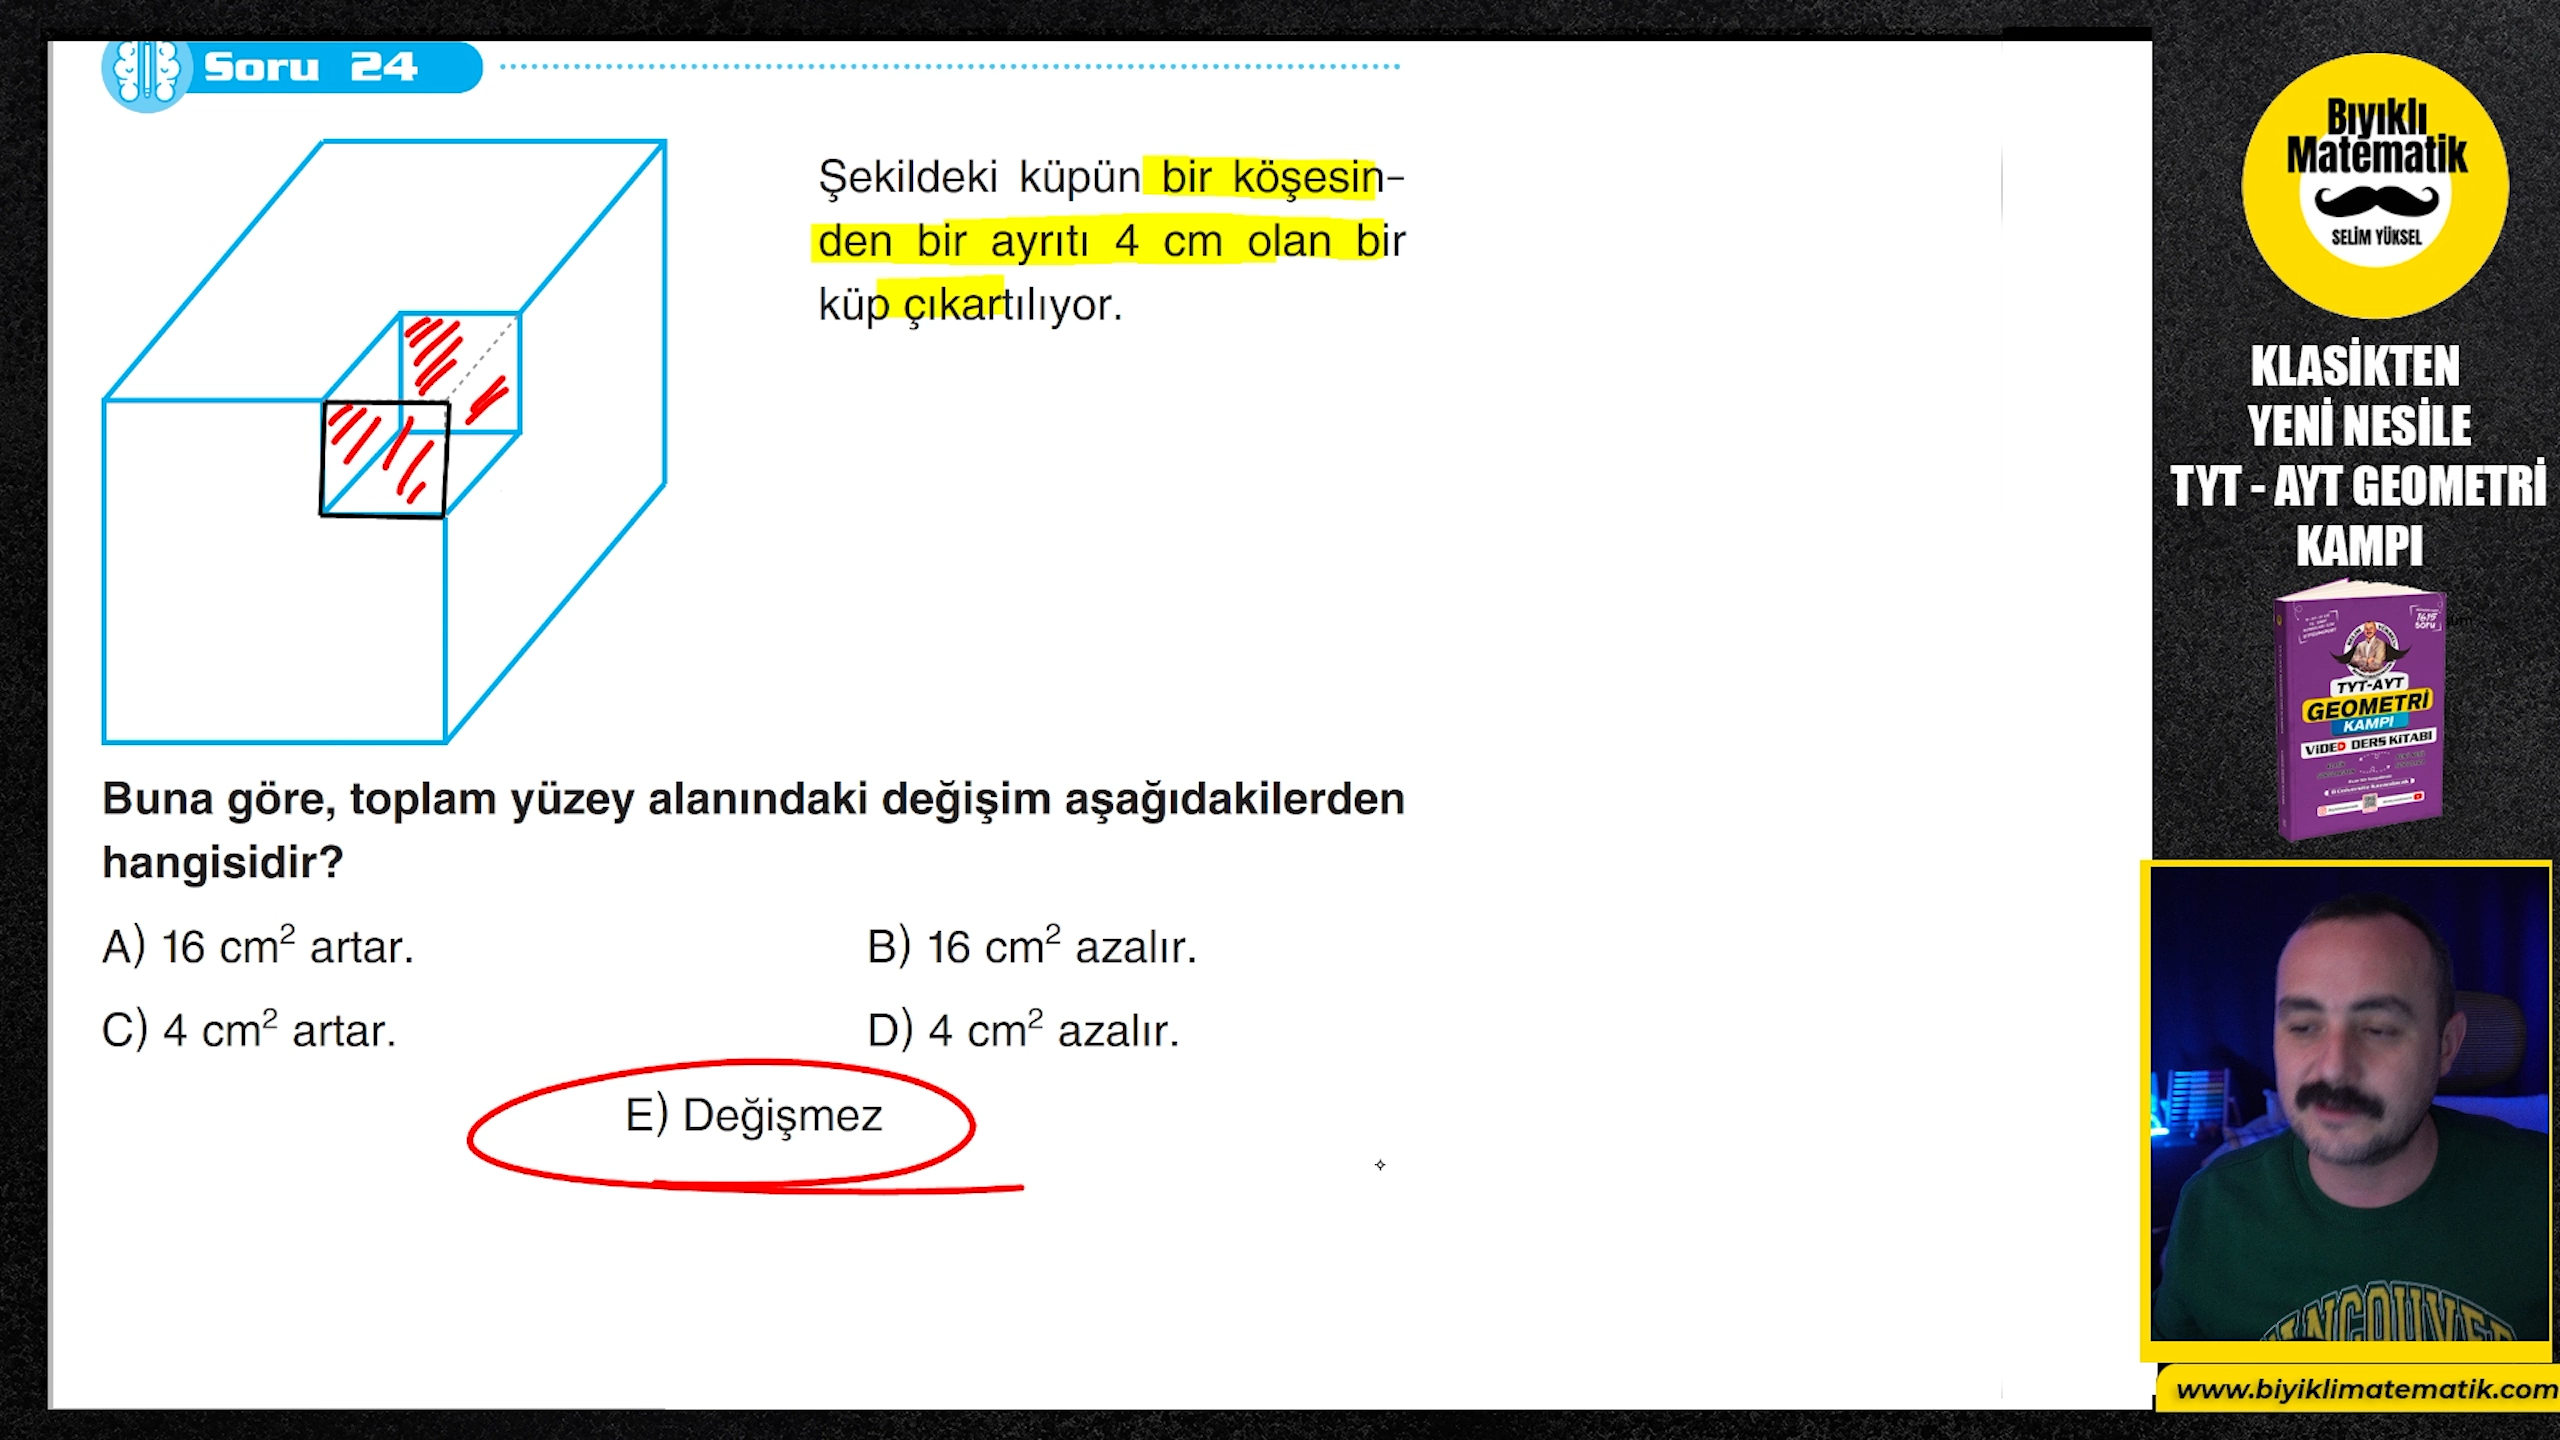 Soru 24
Şekildeki küpün bir köşesin-
den bir ayrıtı 4 cm olan bir
küp çıkartılıyor.
Buna göre, toplam yüzey alanındaki değişim aşağıdakilerden
hangisidir?
A) 16 cm² artar.
B) 16 cm² azalır.
C) 4 cm² artar.
D) 4 cm² azalır.
E) Değişmez
Bıyıklı
Matematik
SELİM YÜKSEL
KLASİKTEN
YENİ NESİLE
TYT - AYT GEOMETRİ
KAMPI
1615
soru
TYT-AYT
GEOMETRİ
KAMPI
VİDEO DERS KİTABI
VANCOUVER
www.biyiklimatematik.com